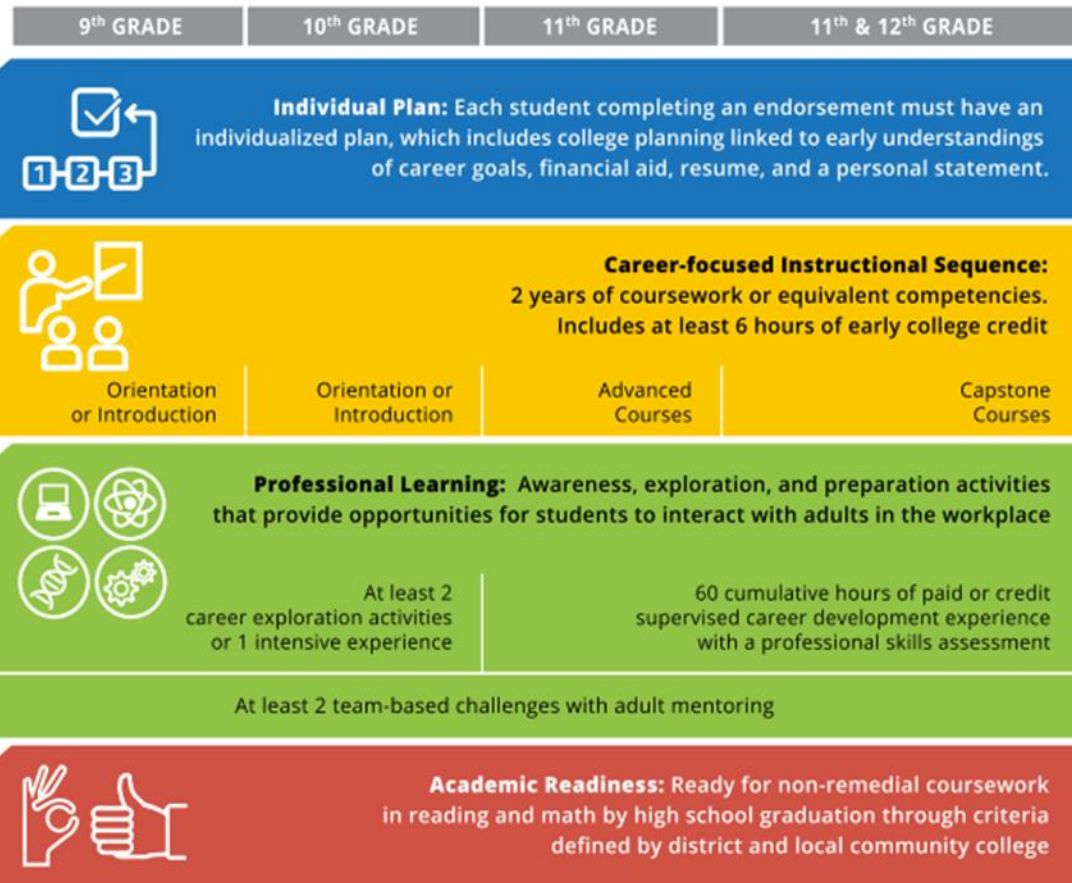 9th GRADE
10th GRADE
11th GRADE
11th & 12th GRADE
1 2 3
Individual Plan: Each student completing an endorsement must have an
individualized plan, which includes college planning linked to early understandings
of career goals, financial aid, resume, and a personal statement.
Career-focused Instructional Sequence:
2 years of coursework or equivalent competencies.
Includes at least 6 hours of early college credit
Orientation
or Introduction
Orientation or
Introduction
Advanced
Courses
Capstone
Courses
Professional Learning: Awareness, exploration, and preparation activities
that provide opportunities for students to interact with adults in the workplace
At least 2
career exploration activities
or 1 intensive experience
60 cumulative hours of paid or credit
supervised career development experience
with a professional skills assessment
At least 2 team-based challenges with adult mentoring
Academic Readiness: Ready for non-remedial coursework
in reading and math by high school graduation through criteria
defined by district and local community college